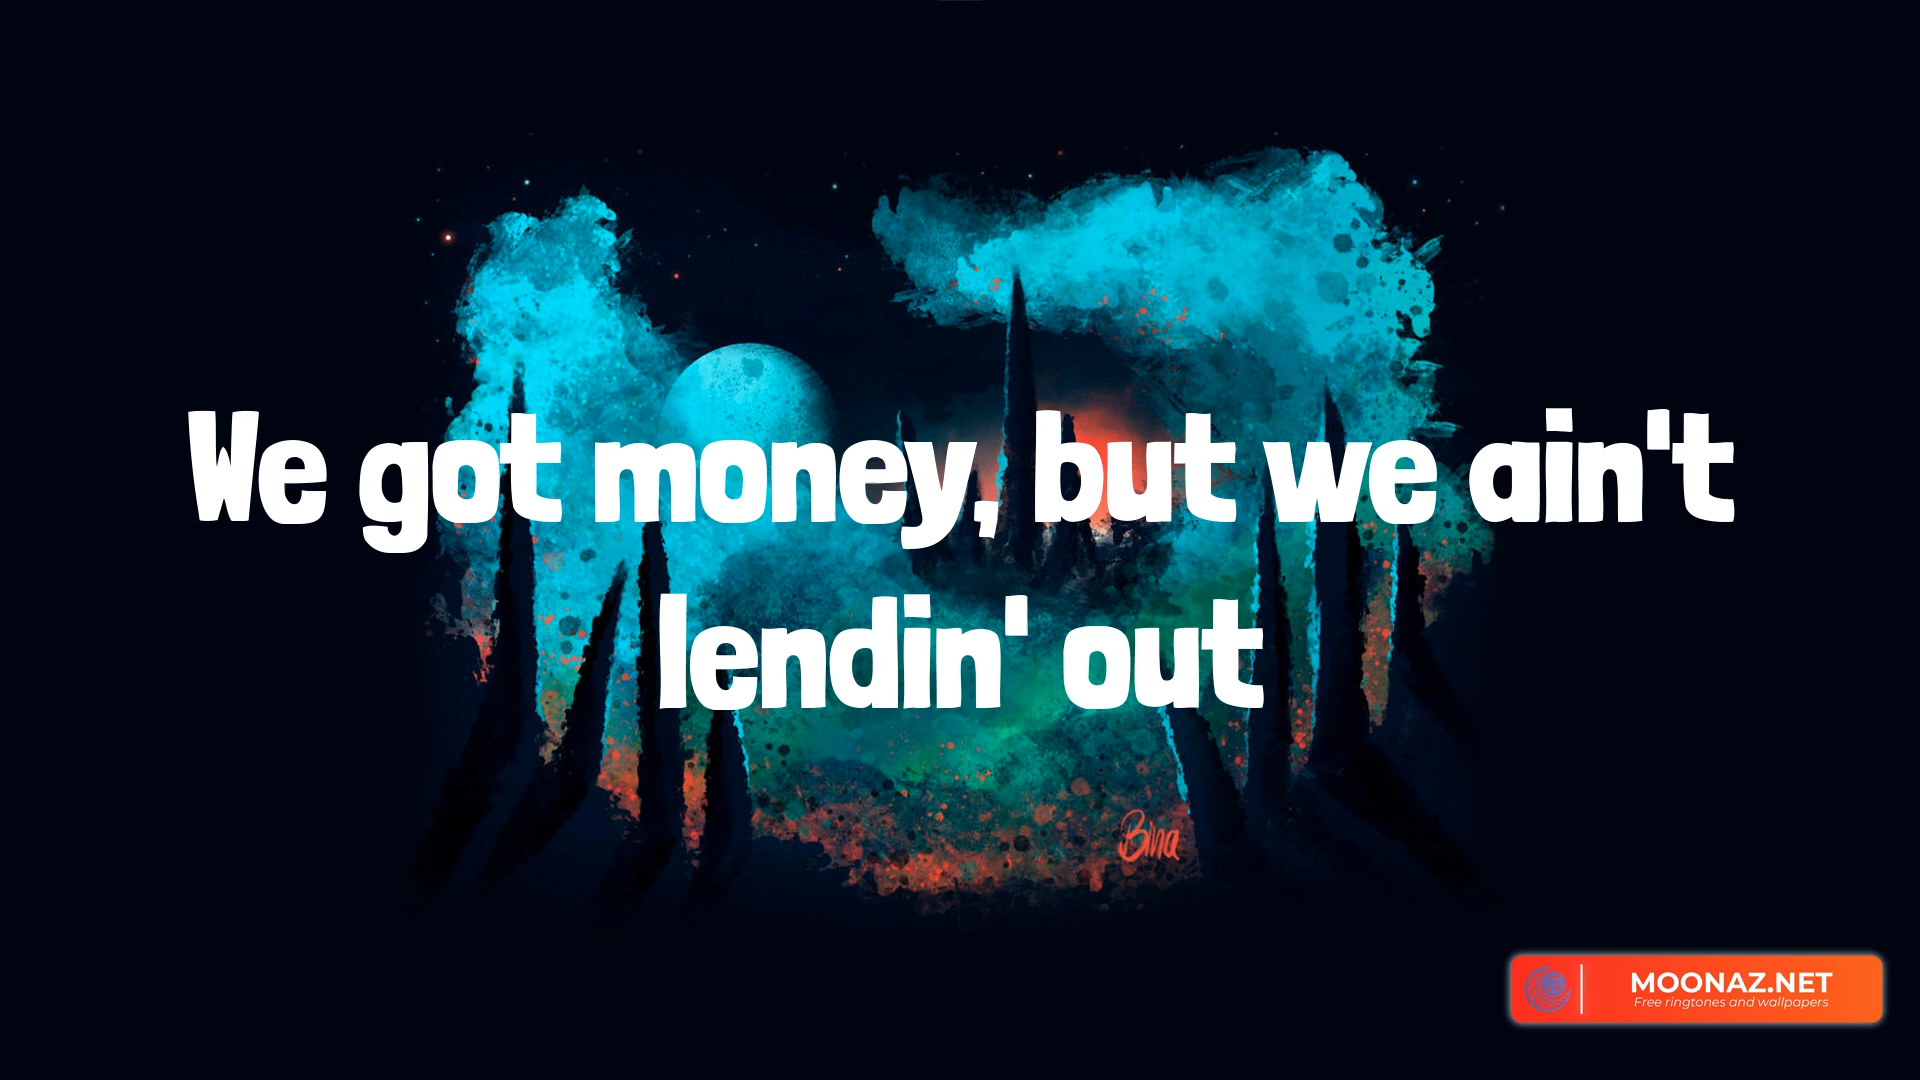 We got money, but we ain't
lendin' out
Bina
MOONAZ.NET
Free ringtones and wallpapers